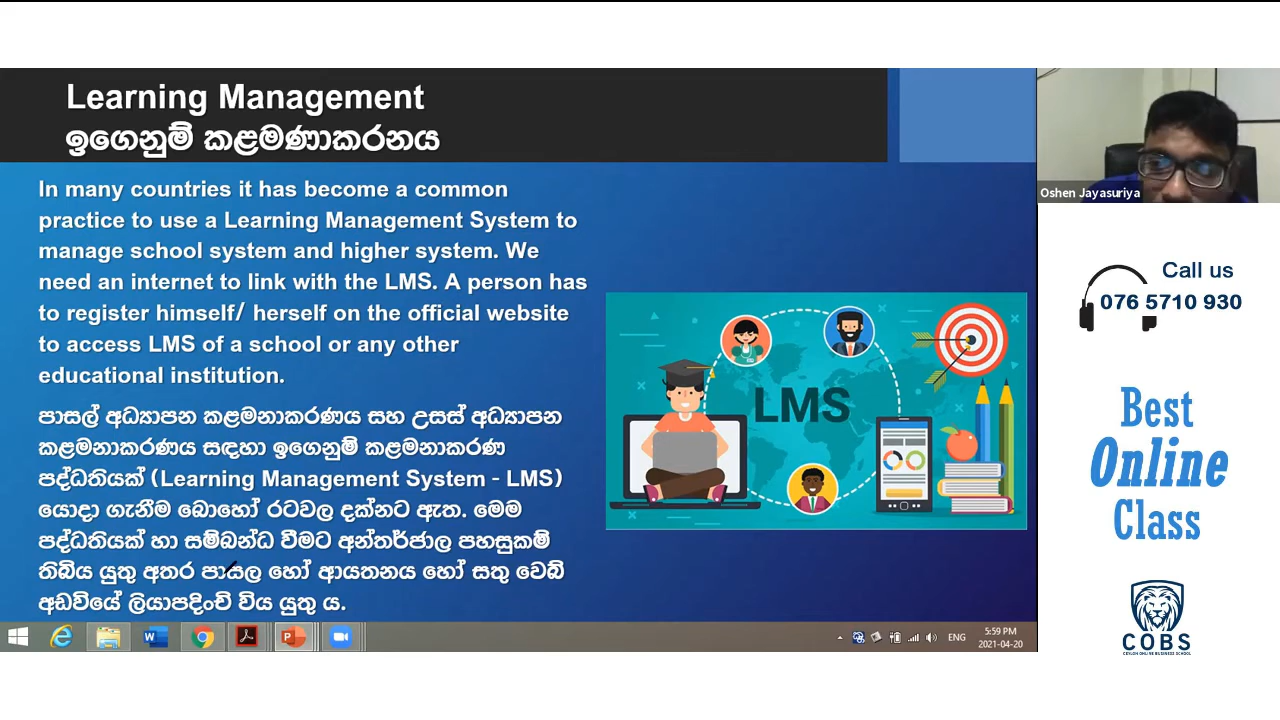 Learning Management
ඉගෙනුම් කළමණාකරනය
In many countries it has become a common
practice to use a Learning Management System to
manage school system and higher system. We
need an internet to link with the LMS. A person has
to register himself/ herself on the official website
to access LMS of a school or any other
educational institution.
පාසල් අධ්‍යාපන කළමනාකරණය සහ උසස් අධ්‍යාපන
කළමනාකරණය සඳහා ඉගෙනුම් කළමනාකරණ
පද්ධතියක් (Learning Management System - LMS)
යොදා ගැනීම බොහෝ රටවල දක්නට ඇත. මෙම
පද්ධතියක් හා සම්බන්ධ වීමට අන්තර්ජාල පහසුකම්
තිබිය යුතු අතර පාසල හෝ ආයතනය හෝ සතු වෙබ්
අඩවියේ ලියාපදිංචි විය යුතු ය.
LMS
Oshen Jayasuriya
Call us
076 5710 930
Best
Online
Class
COBS
CEYLON ONLINE BUSINESS SCHOOL
ENG
5:59 PM
2021-04-20